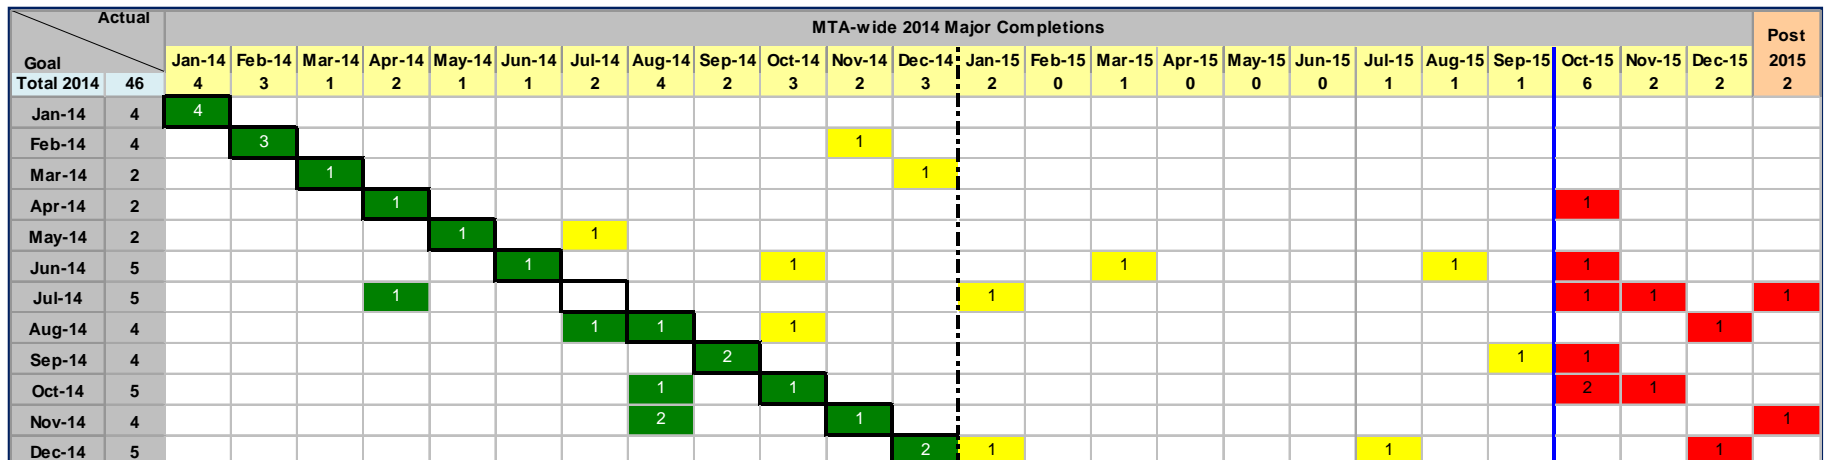 Actual
MTA-wide 2014 Major Completions
Post
Goal Jan-14 Feb-14 Mar-14 Apr-14 May-14 Jun-14 Jul-14 Aug-14 Sep-14 Oct-14 Nov-14 Dec-14 Jan-15 Feb-15 Mar-15 Apr-15 May-15 Jun-15 Jul-15 Aug-15 Sep-15 Oct-15 Nov-15 Dec-15 2015
Total 2014 46 4 3 1 2 1 1 2 4 2 3 2 3 2 0 1 0 0 0 1 1 1 6 2 2 2
Jan-14 4 4
Feb-14 4 3 1
Mar-14 2 1 1
Apr-14 2 1 1
May-14 2 1 1
Jun-14 5 1 1 1 1 1
Jul-14 5 1 1 1 1 1
Aug-14 4 1 1 1 1
Sep-14 4 2 1 1
Oct-14 5 1 1 2 1
Nov-14 4 2 1 1
Dec-14 5 2 1 1 1